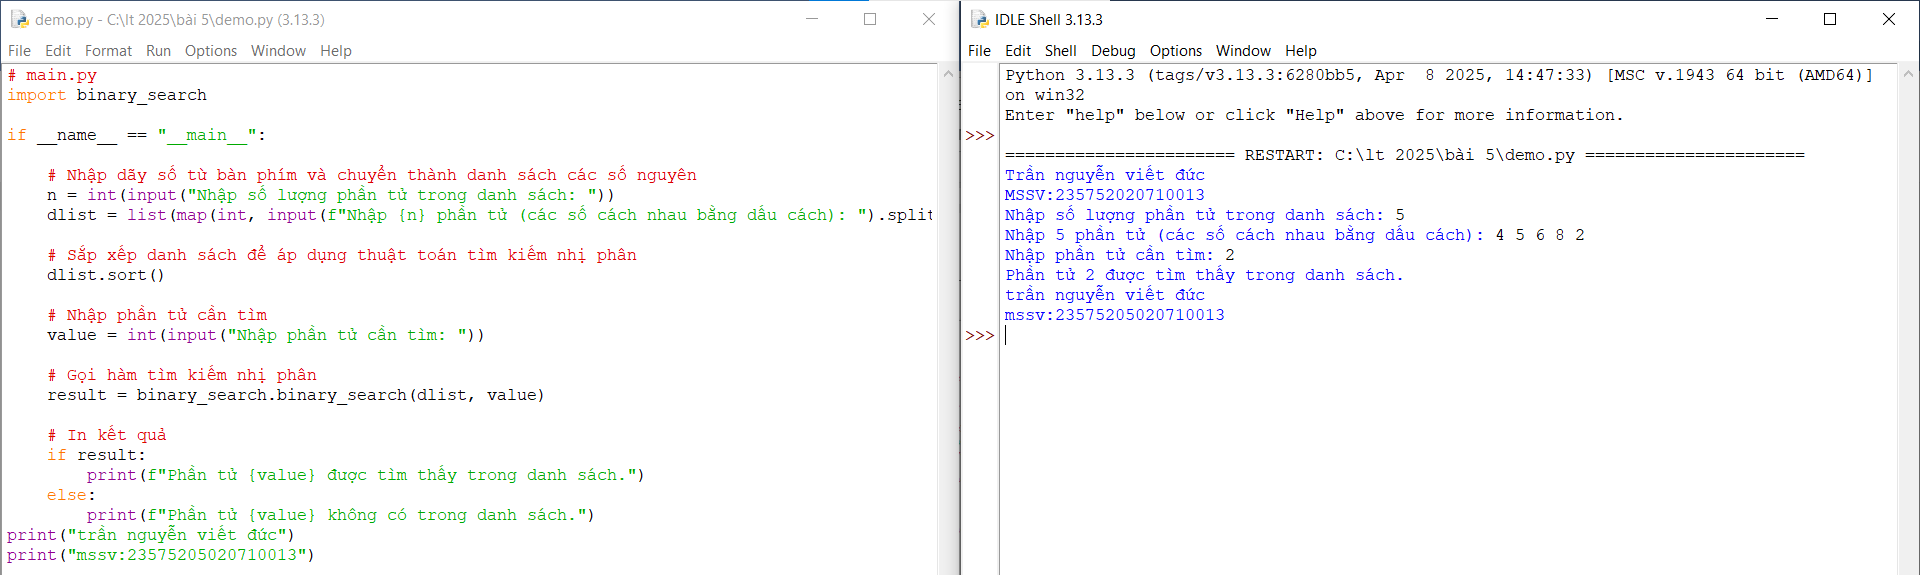 demo.py - C:\lt 2025\bài 5\demo.py (3.13.3)
File Edit Format Run Options Window Help
# main.py
import binary_search
if __name__ == "__main__":
# Nhập dãy số từ bàn phím và chuyển thành danh sách các số nguyên
n = int(input("Nhập số lượng phần tử trong danh sách: "))
dlist = list(map(int, input(f"Nhập {n} phần tử (các số cách nhau bằng dấu cách): ").split
# Sắp xếp danh sách để áp dụng thuật toán tìm kiếm nhị phân
dlist.sort()
# Nhập phần tử cần tìm
value = int(input("Nhập phần tử cần tìm: "))
# Gọi hàm tìm kiếm nhị phân
result = binary_search.binary_search(dlist, value)
# In kết quả
if result:
print(f"Phần tử {value} được tìm thấy trong danh sách.")
else:
print(f"Phần tử {value} không có trong danh sách.")
print("trần nguyễn viết đức")
print("mssv:23575205020710013")
IDLE Shell 3.13.3
File Edit Shell Debug Options Window Help
Python 3.13.3 (tags/v3.13.3:6280bb5, Apr  8 2025, 14:47:33) [MSC v.1943 64 bit (AMD64)]
on win32
Enter "help" below or click "Help" above for more information.
>>>
======================= RESTART: C:\lt 2025\bài 5\demo.py ======================
Trần nguyễn viết đức
MSSV:235752020710013
Nhập số lượng phần tử trong danh sách: 5
Nhập 5 phần tử (các số cách nhau bằng dấu cách): 4 5 6 8 2
Nhập phần tử cần tìm: 2
Phần tử 2 được tìm thấy trong danh sách.
trần nguyễn viết đức
mssv:23575205020710013
>>>